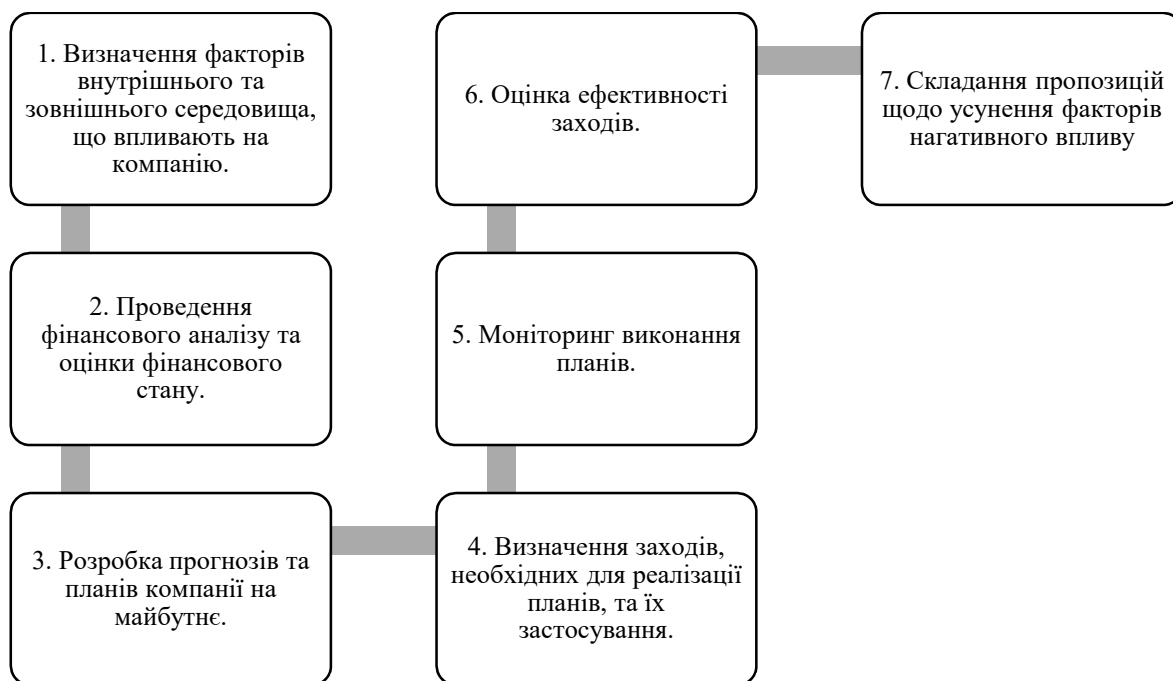 1. Визначення факторів
внутрішнього та
зовнішнього середовища,
що впливають на
компанію.
2. Проведення
фінансового аналізу та
оцінки фінансового
стану.
3. Розробка прогнозів та
планів компанії на
майбутнє.
4. Визначення заходів,
необхідних для реалізації
планів, та їх
застосування.
5. Моніторинг виконання
планів.
6. Оцінка ефективності
заходів.
7. Складання пропозицій
щодо усунення факторів
нагативного впливу